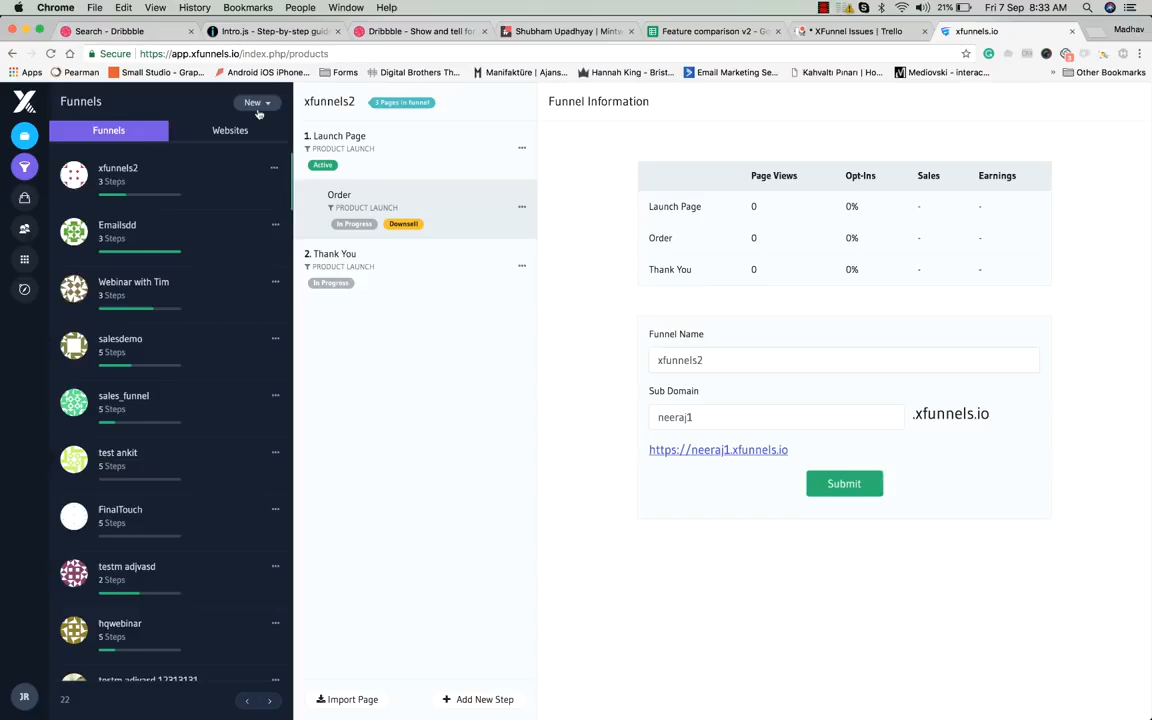 Chrome File Edit View History Bookmarks People Window Help 21% Fri 7 Sep 8:33 AM
Search - Dribbble
Intro.js - Step-by-step guide
Dribbble - Show and tell for
Shubham Upadhyay | Mintw
Feature comparison v2 - Goo
* XFunnel Issues | Trello
xfunnels.io
Madhav
Secure https://app.xfunnels.io/index.php/products
Apps
Pearman
Small Studio - Grap...
Android iOS iPhone...
Forms
Digital Brothers Th...
Manifaktüre | Ajans...
Hannah King - Brist...
Email Marketing Se...
Kahvaltı Pınarı | Ho...
Mediovski - interac...
Other Bookmarks
Funnels
New
Funnels
Websites
xfunnels2
3 Steps
Emailsdd
3 Steps
Webinar with Tim
3 Steps
salesdemo
5 Steps
sales_funnel
5 Steps
test ankit
5 Steps
FinalTouch
5 Steps
testm adjvasd
2 Steps
hqwebinar
5 Steps
testm adjvasd 12313131
22
JR
xfunnels2
3 Pages in funnel
1. Launch Page
PRODUCT LAUNCH
Active
Order
PRODUCT LAUNCH
In Progress
Downsell
2. Thank You
PRODUCT LAUNCH
In Progress
Import Page
+ Add New Step
Funnel Information
Page Views Opt-Ins Sales Earnings
Launch Page 0 0% - -
Order 0 0% - -
Thank You 0 0% - -
Funnel Name
xfunnels2
Sub Domain
neeraj1 .xfunnels.io
https://neeraj1.xfunnels.io
Submit